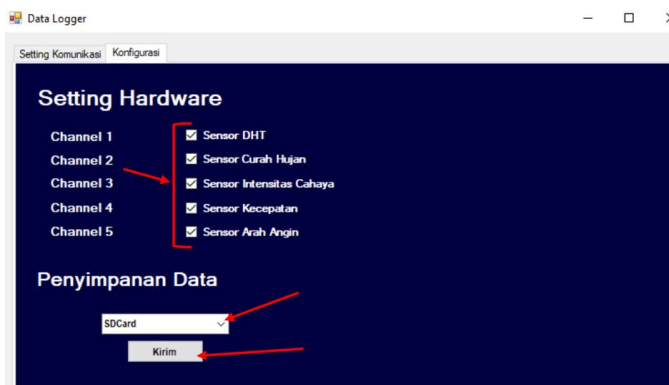 Data Logger
Setting Komunikasi Konfigurasi
Setting Hardware
Channel 1 Sensor DHT
Channel 2 Sensor Curah Hujan
Channel 3 Sensor Intensitas Cahaya
Channel 4 Sensor Kecepatan
Channel 5 Sensor Arah Angin
Penyimpanan Data
SDCard
Kirim